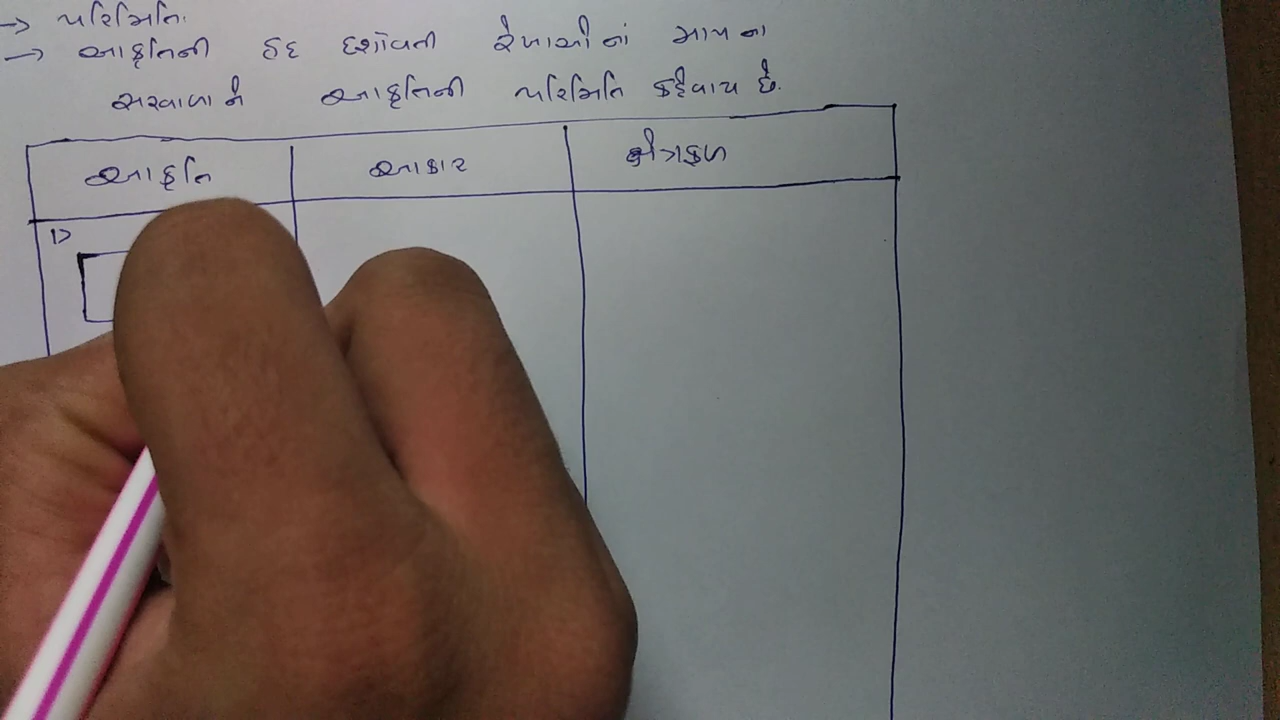 → પરિમિતિ.
→ આકૃતિની હદ દર્શાવતી રેખાઓનાં માપના
સરવાળાને આકૃતિની પરિમિતિ કહેવાય છે.
આકૃતિ આકાર ક્ષેત્રફળ
1>